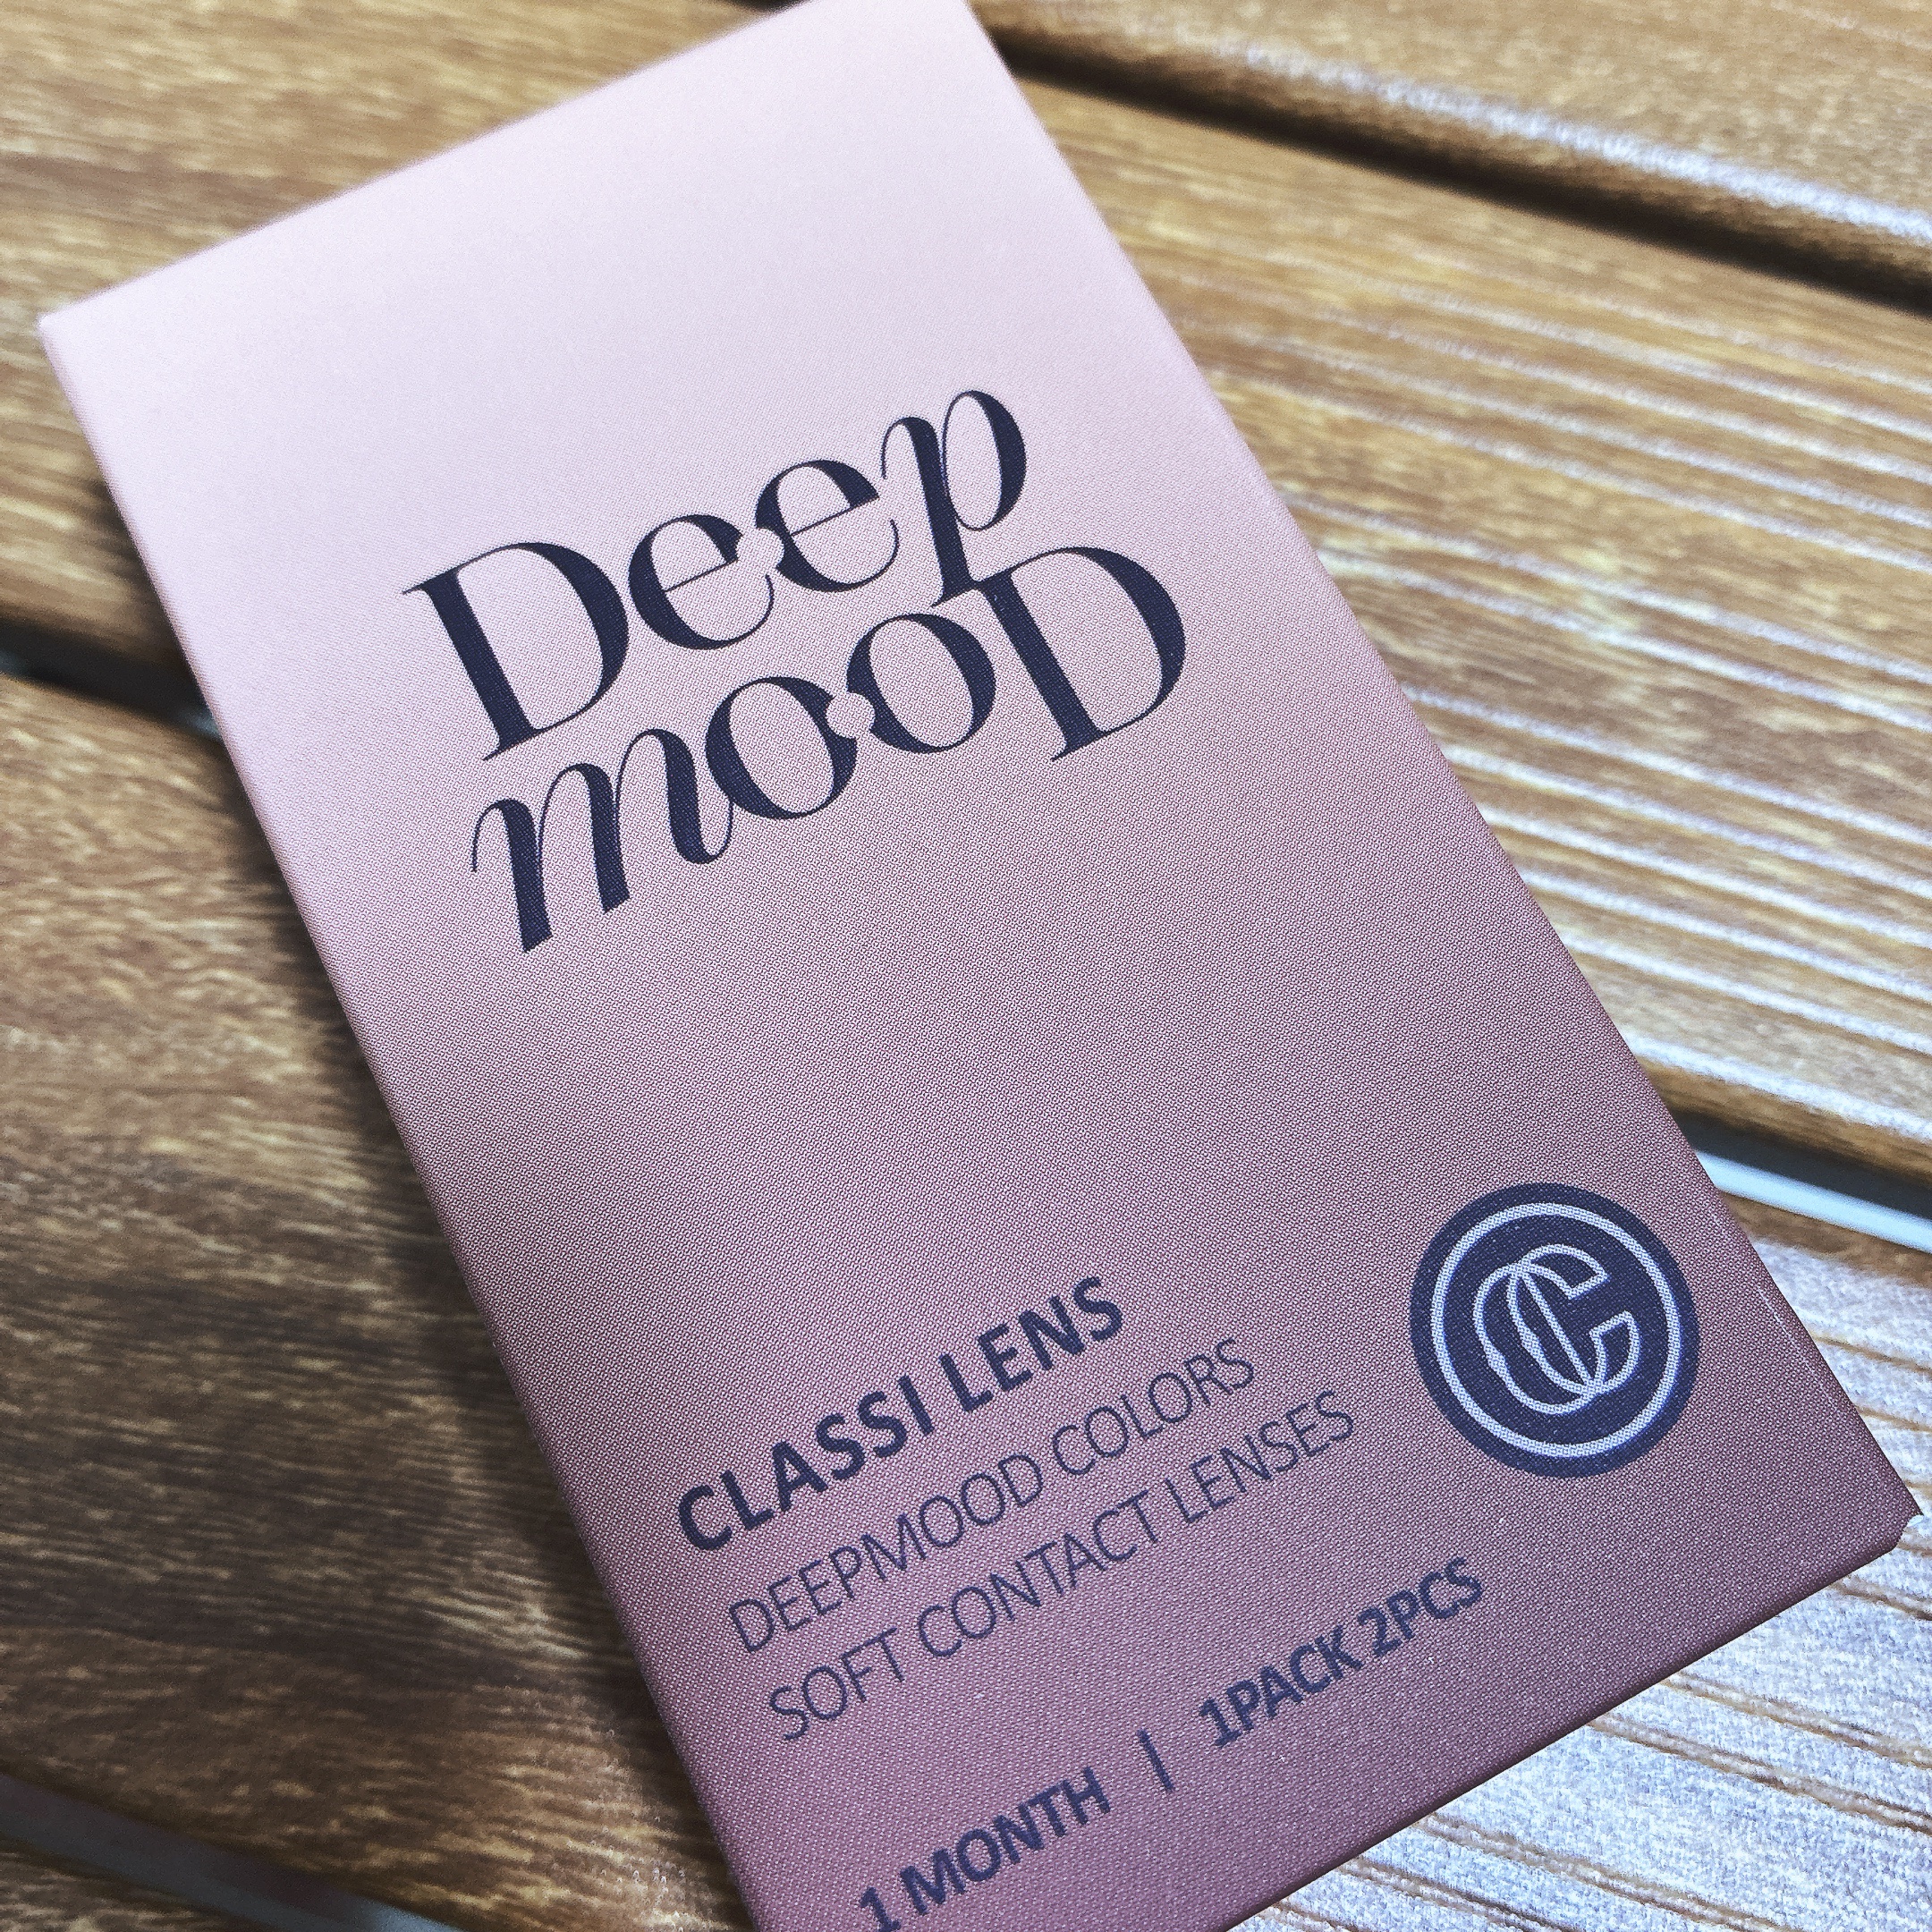 Deep
mooD
CLASSI LENS
DEEPMOOD COLORS
SOFT CONTACT LENSES
1 MONTH | 1PACK 2PCS